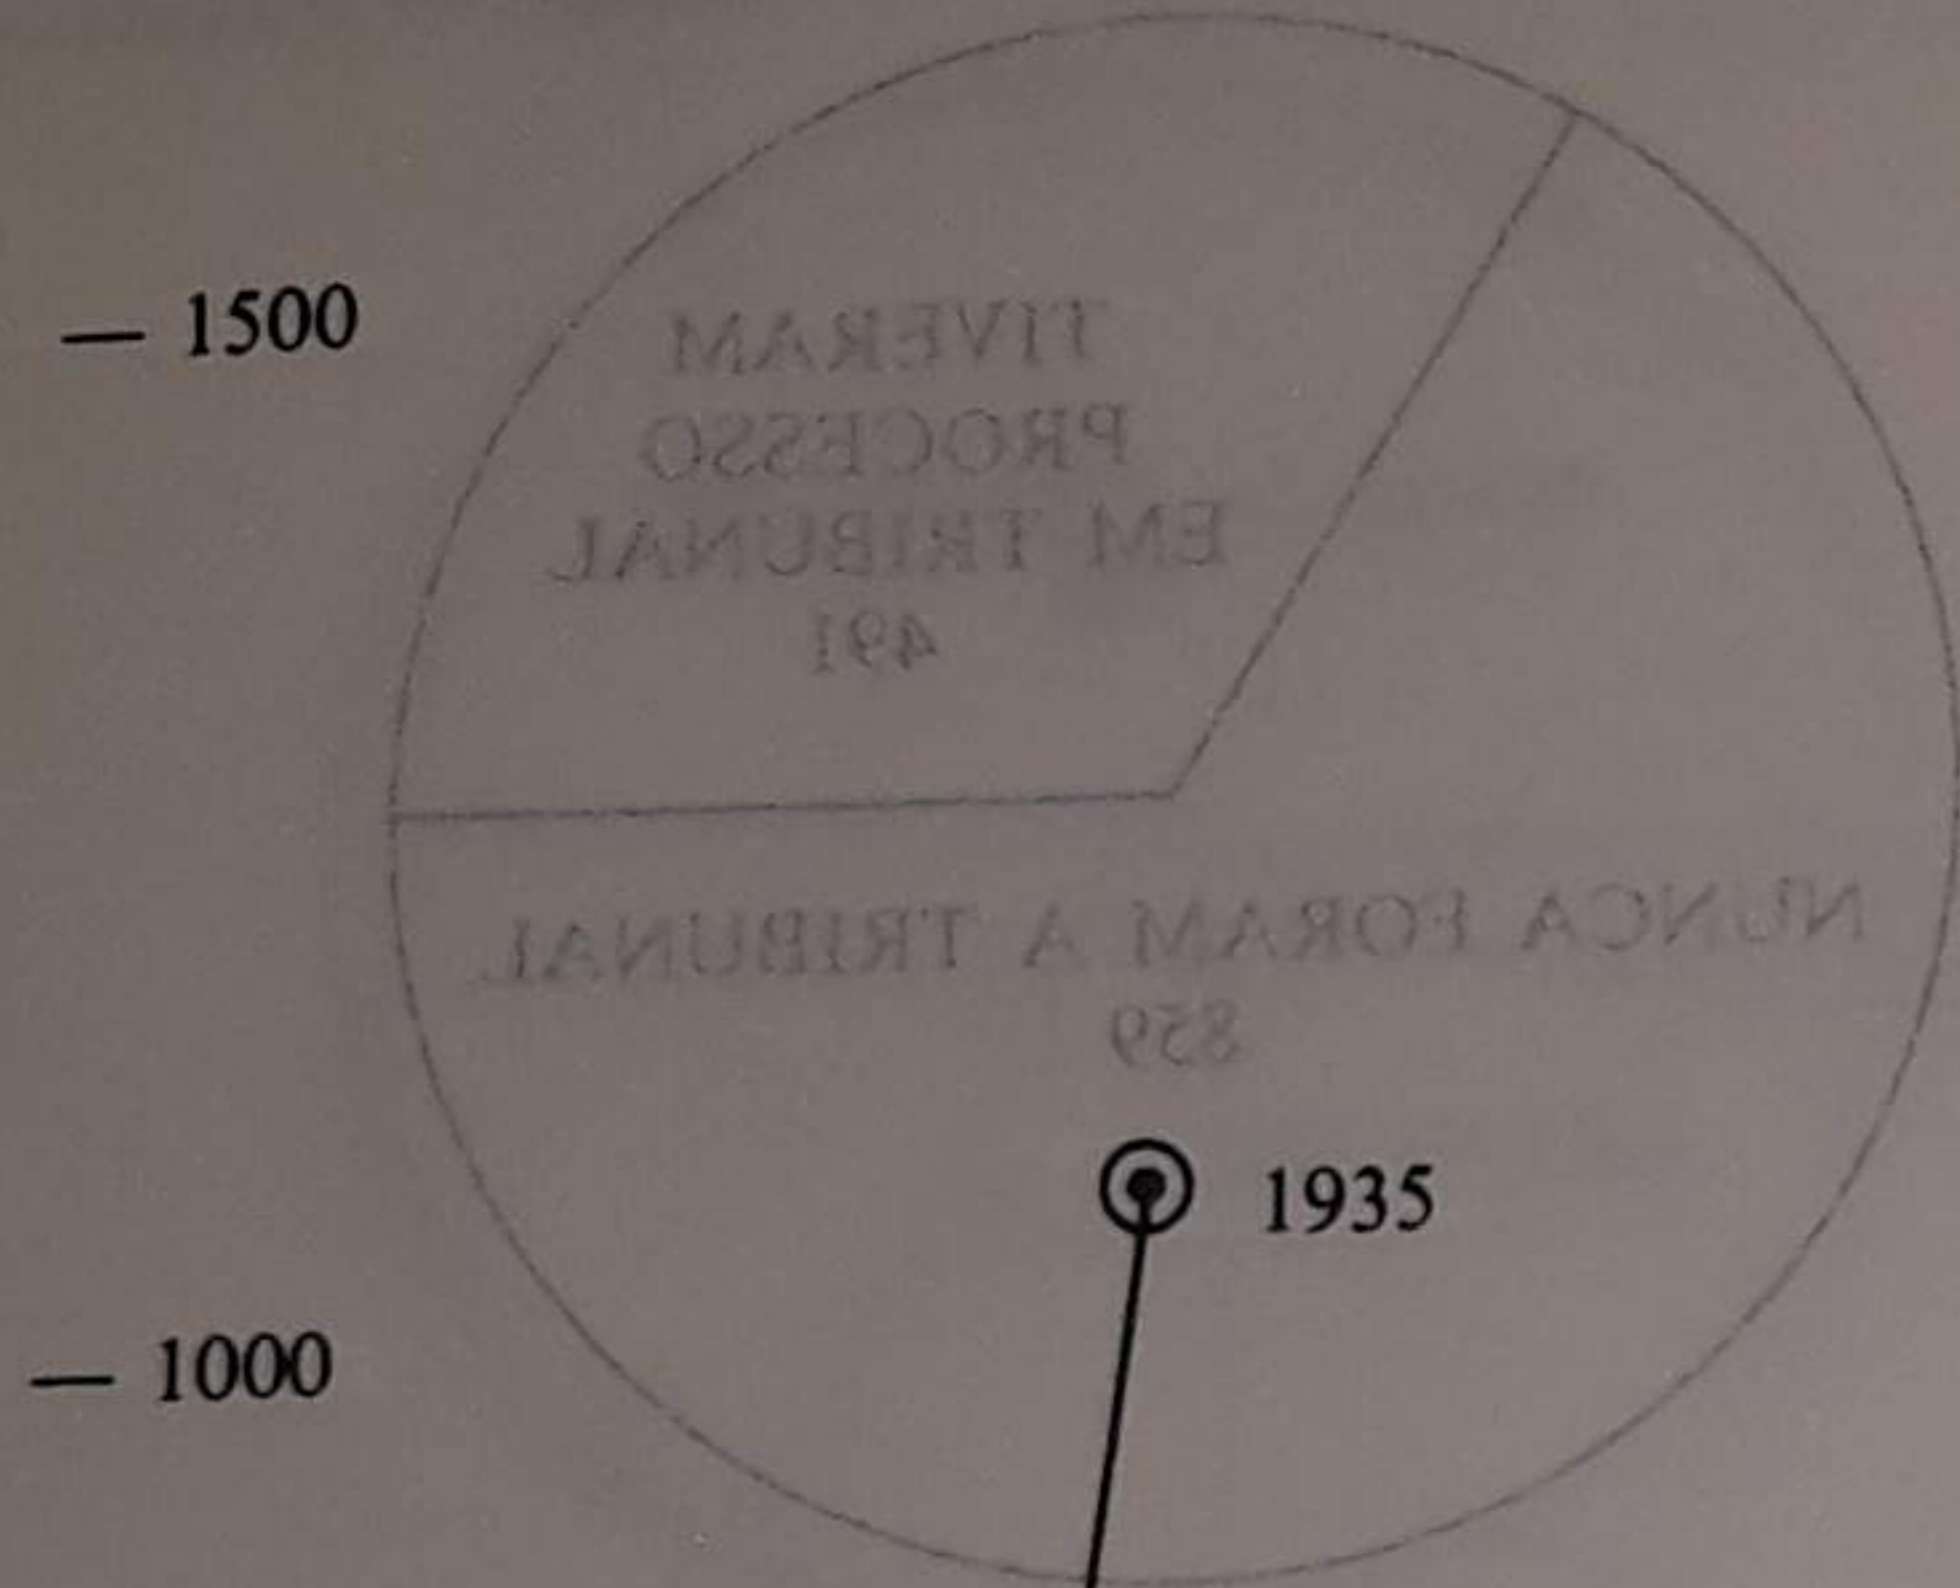 — 1500
TIVERAM
PROCESSO
EM TRIBUNAL
491
NUNCA FORAM A TRIBUNAL
859
1935
— 1000